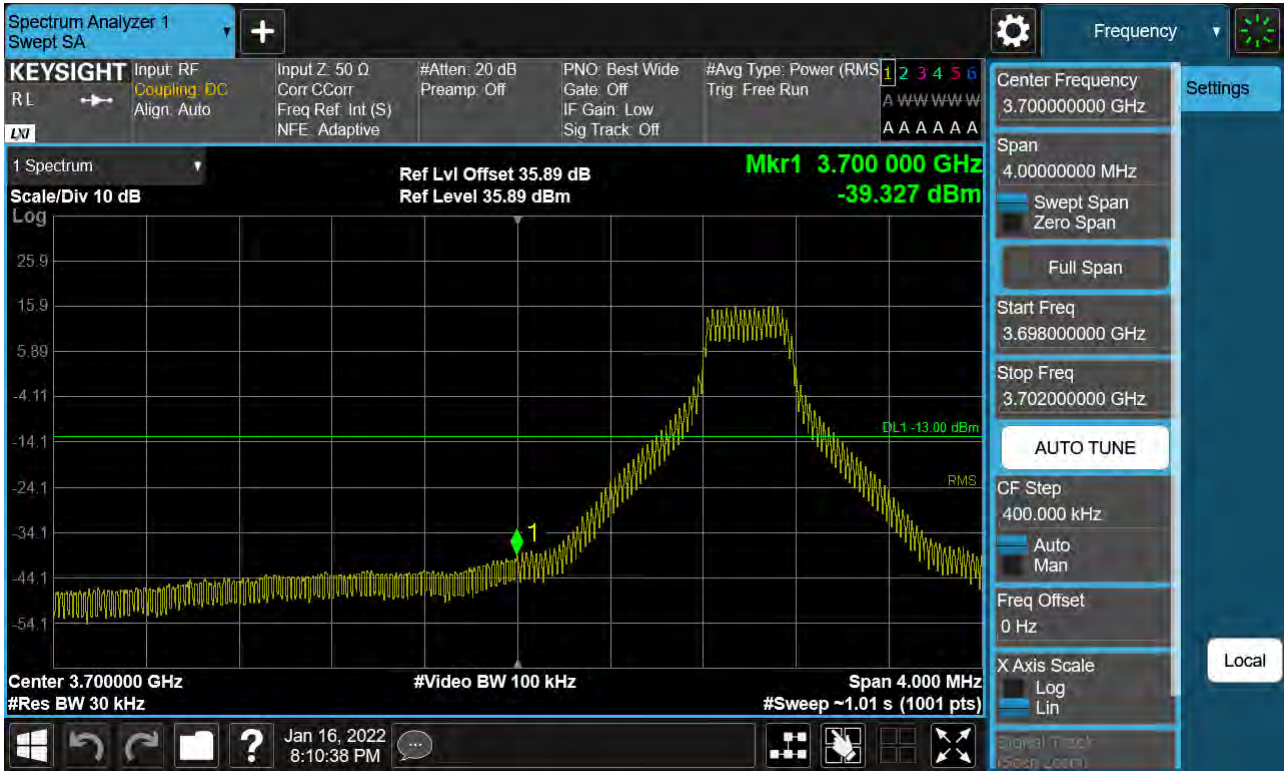 Spectrum Analyzer 1
Swept SA
+
Frequency
KEYSIGHT
RL
LXI
Input: RF
Coupling: DC
Align: Auto
Input Z: 50 Ω
Corr CCorr
Freq Ref: Int (S)
NFE: Adaptive
#Atten: 20 dB
Preamp: Off
PNO: Best Wide
Gate: Off
IF Gain: Low
Sig Track: Off
#Avg Type: Power (RMS
Trig: Free Run
1 2 3 4 5 6
A W W W W W
A A A A A A
1 Spectrum
Scale/Div 10 dB
Log
Ref Lvl Offset 35.89 dB
Ref Level 35.89 dBm
Mkr1 3.700 000 GHz
-39.327 dBm
25.9
15.9
5.89
-4.11
-14.1
-24.1
-34.1
-44.1
-54.1
DL1 -13.00 dBm
RMS
1
Center 3.700000 GHz
#Res BW 30 kHz
#Video BW 100 kHz
Span 4.000 MHz
#Sweep ~1.01 s (1001 pts)
Center Frequency
3.700000000 GHz
Span
4.00000000 MHz
Swept Span
Zero Span
Full Span
Start Freq
3.698000000 GHz
Stop Freq
3.702000000 GHz
AUTO TUNE
CF Step
400.000 kHz
Auto
Man
Freq Offset
0 Hz
X Axis Scale
Log
Lin
Signal Track
(Span Zoom)
Settings
Local
?
Jan 16, 2022
8:10:38 PM